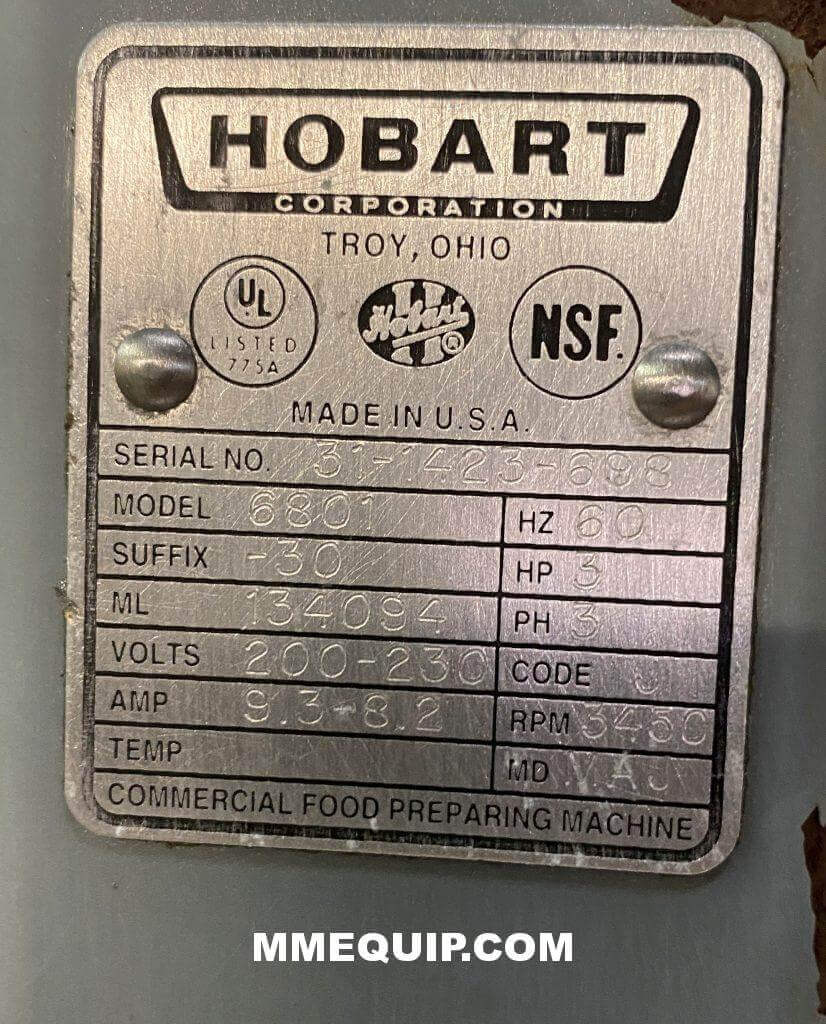 HOBART
CORPORATION
TROY, OHIO
UL
LISTED
775A
Hobart
NSF.
MADE IN U.S.A.
SERIAL NO. 31-1423-698
MODEL 6801 HZ 60
SUFFIX -30 HP 3
ML 134094 PH 3
VOLTS 200-230 CODE J
AMP 9.3-8.2 RPM 3450
TEMP MD
COMMERCIAL FOOD PREPARING MACHINE
MMEQUIP.COM